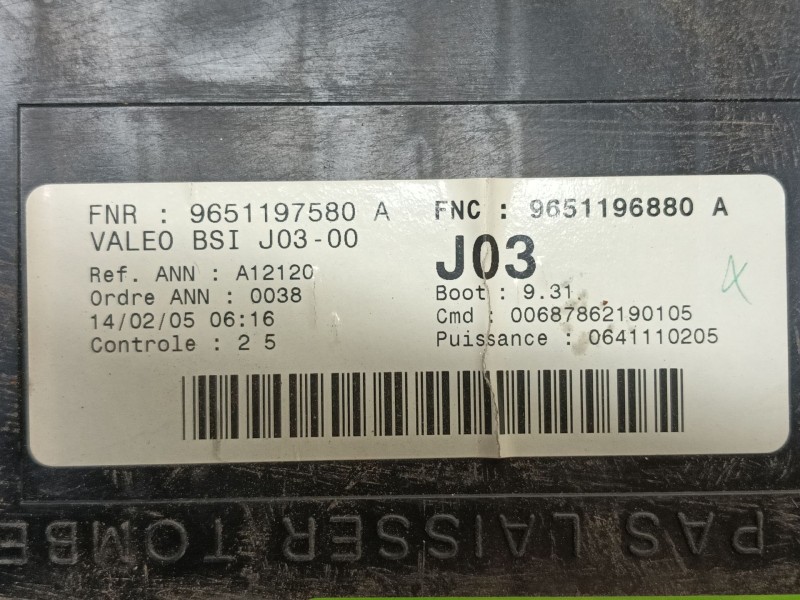 FNR : 9651197580 A FNC : 9651196880 A
VALEO BSI J03-00 J03
Ref. ANN : A12120
Ordre ANN : 0038 Boot : 9.31
14/02/05 06:16 Cmd : 00687862190105
Controle : 2 5 Puissance : 0641110205
PAS LAISSER TOMBE